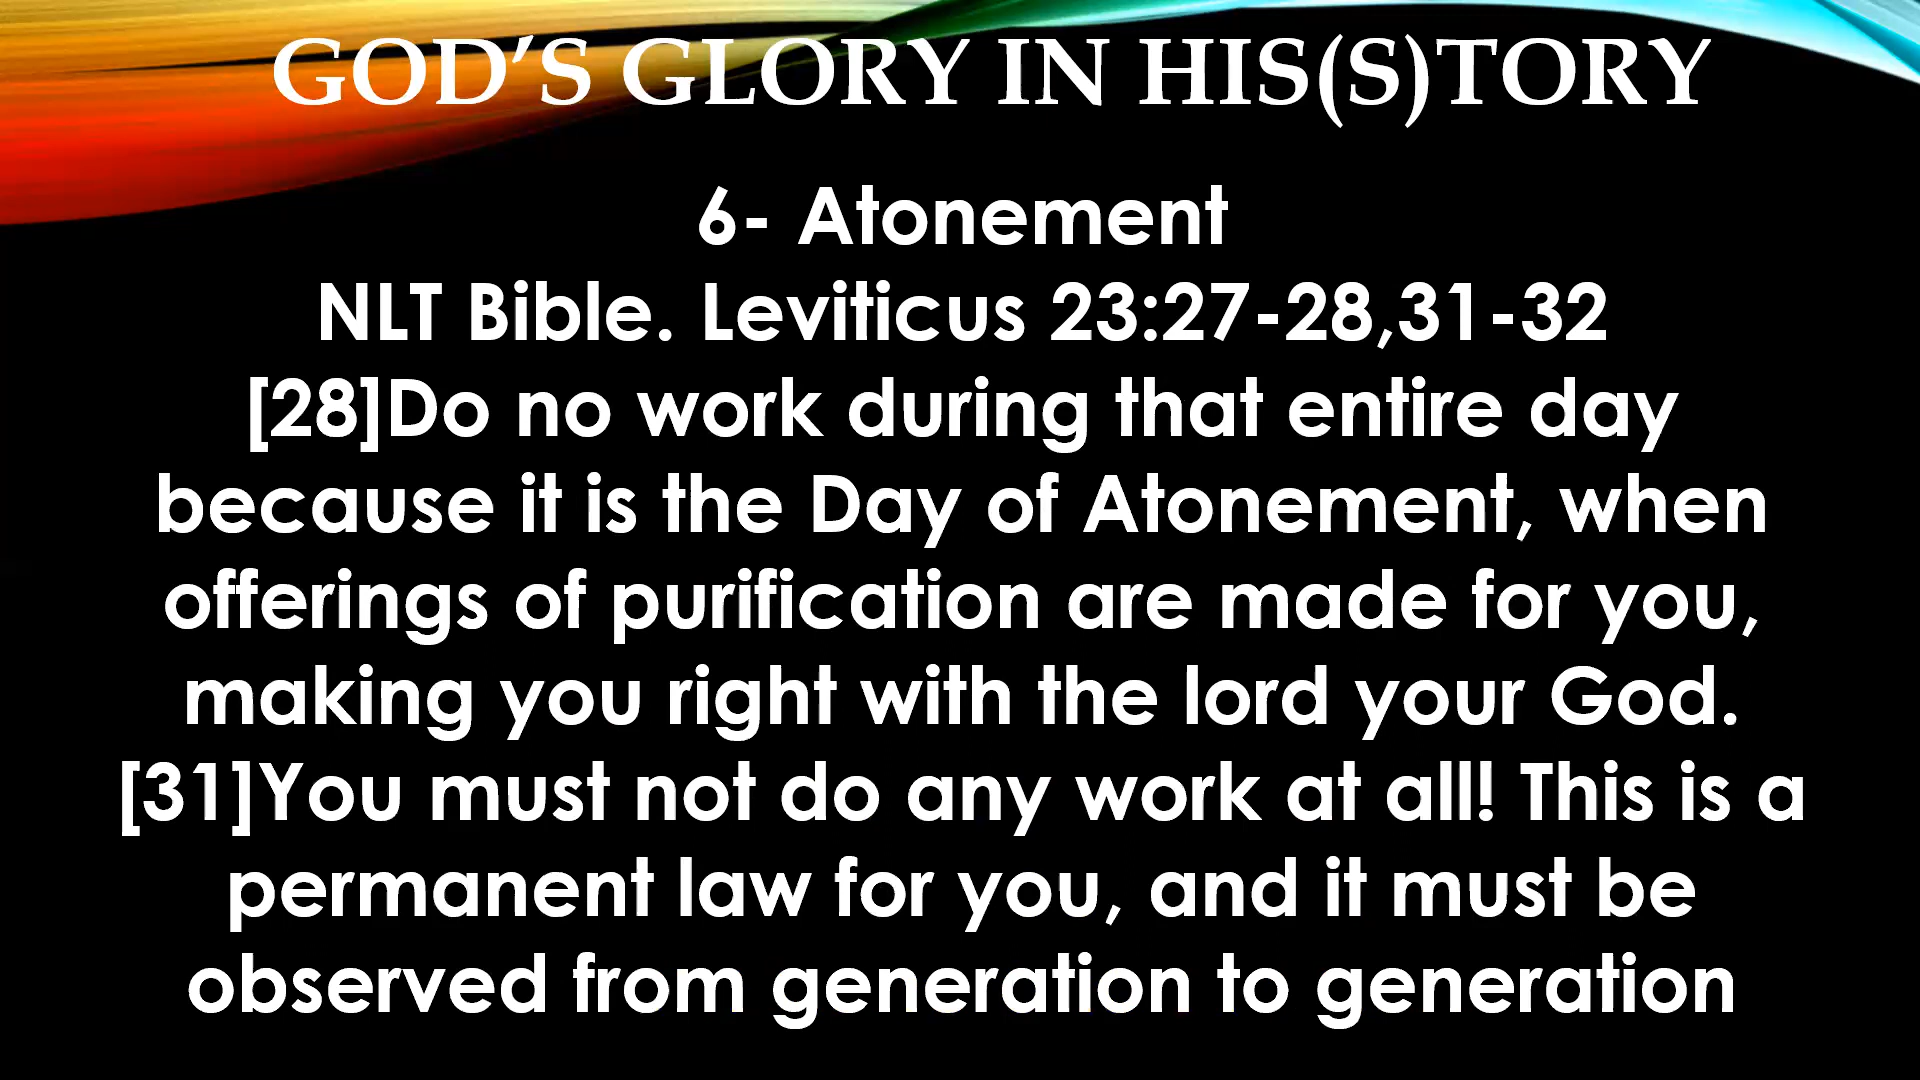 GOD’S GLORY IN HIS(S)TORY
6- Atonement
NLT Bible. Leviticus 23:27-28,31-32
[28]Do no work during that entire day
because it is the Day of Atonement, when
offerings of purification are made for you,
making you right with the lord your God.
[31]You must not do any work at all! This is a
permanent law for you, and it must be
observed from generation to generation